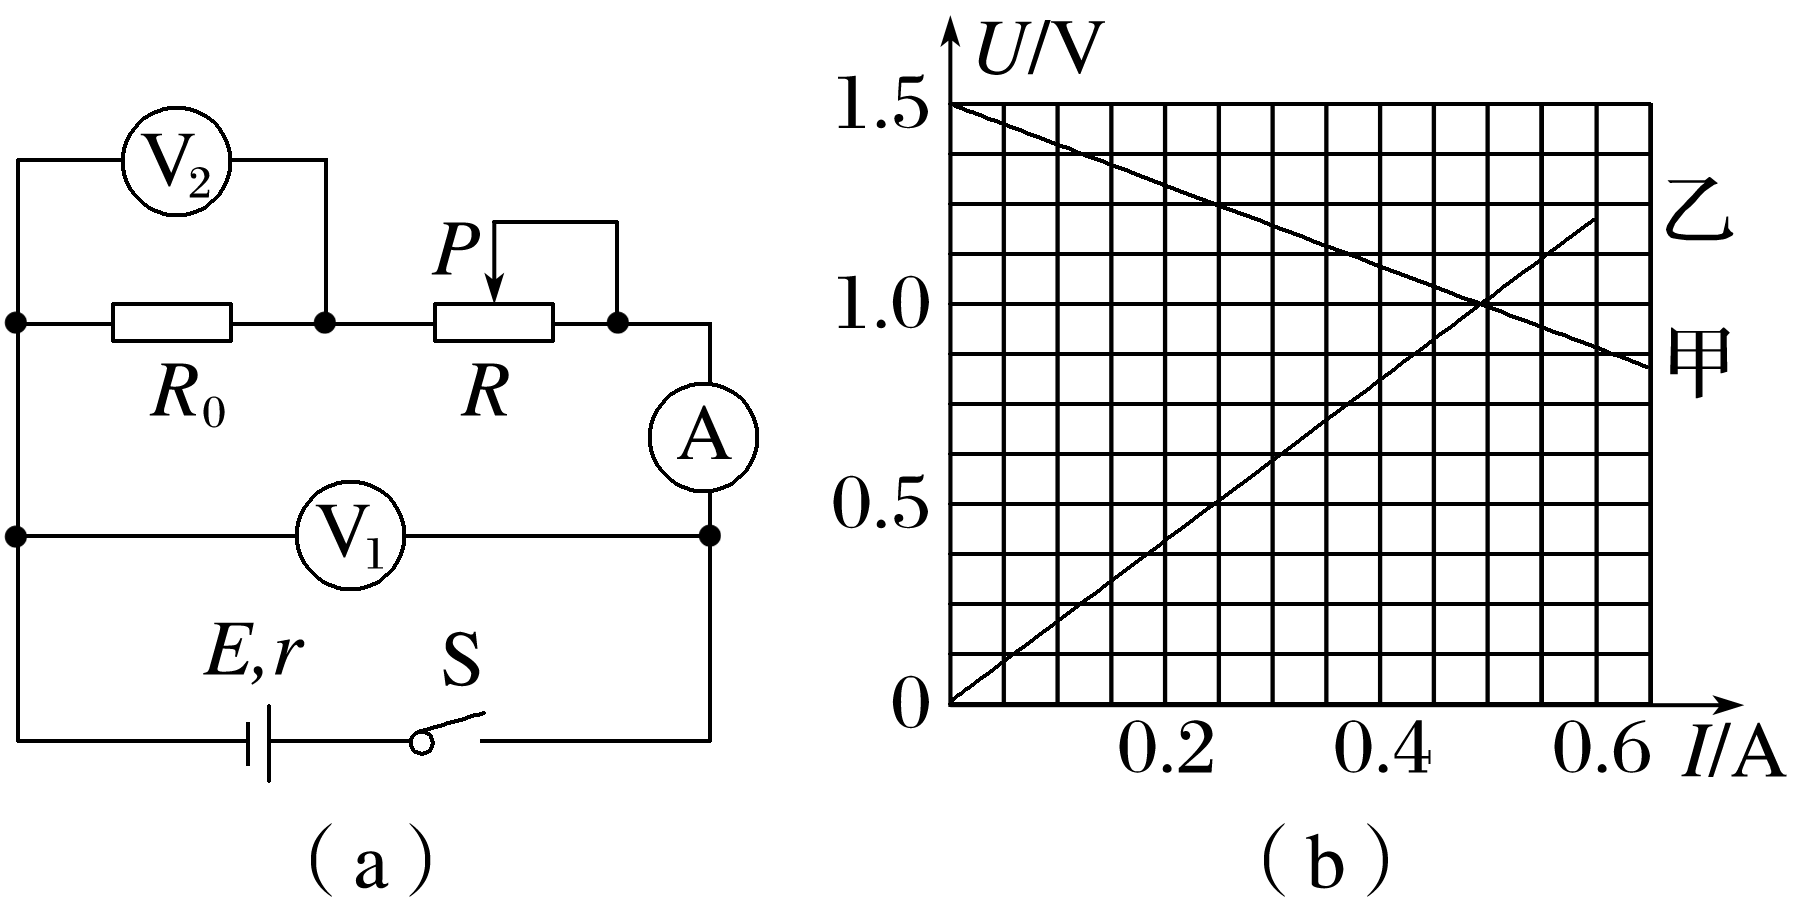 V₂
P
R₀
R
A
V₁
E,r
S
（a）
U/V
1.5
1.0
0.5
0
0.2
0.4
0.6
I/A
乙
甲
（b）